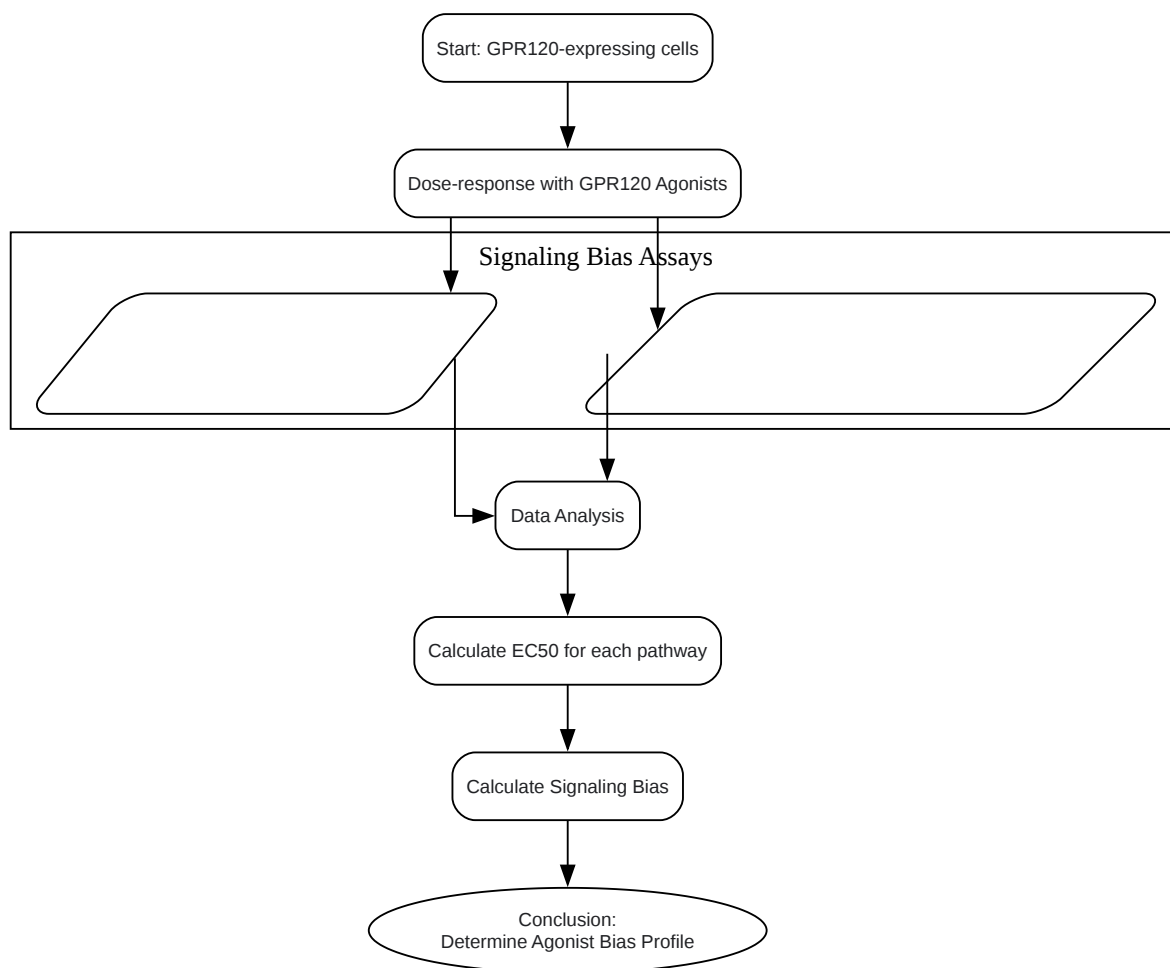 Start: GPR120-expressing cells
Dose-response with GPR120 Agonists
Signaling Bias Assays
Data Analysis
Calculate EC50 for each pathway
Calculate Signaling Bias
Conclusion:
Determine Agonist Bias Profile